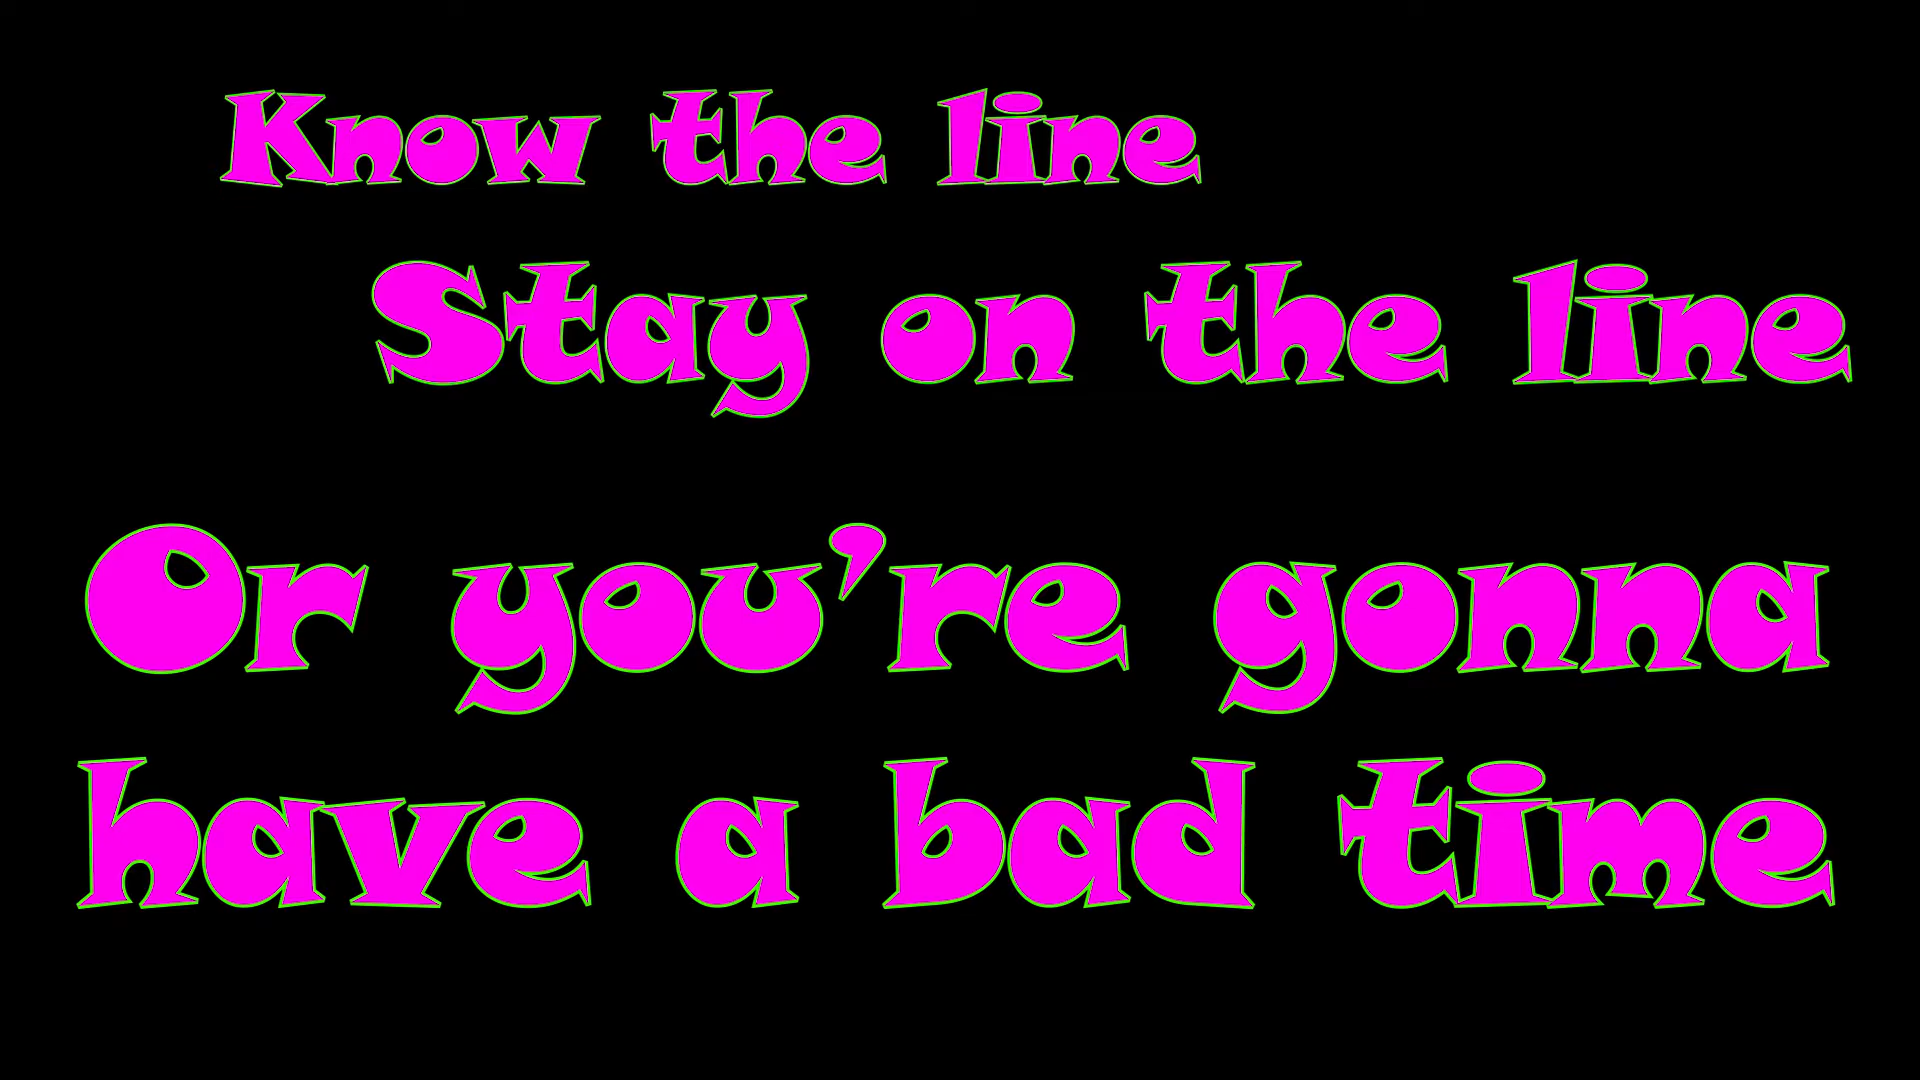 Know the line
Stay on the line
Or you’re gonna
have a bad time